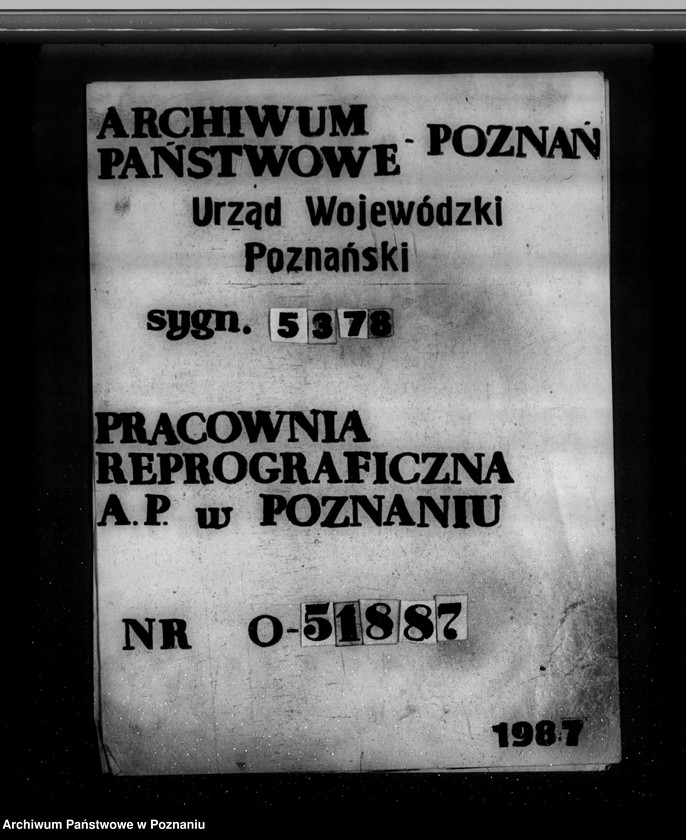 ARCHIWUM
PAŃSTWOWE - POZNAŃ
Urząd Wojewódzki
Poznański
sygn. 5378
PRACOWNIA
REPROGRAFICZNA
A.P. w POZNANIU
NR O-51887
1987
Archiwum Państwowe w Poznaniu